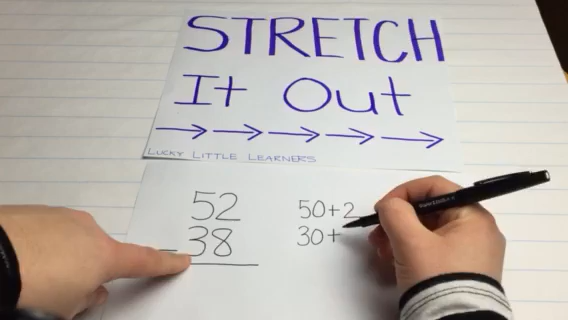 STRETCH
It Out
LUCKY LITTLE LEARNERS
52
50+2
38
30+